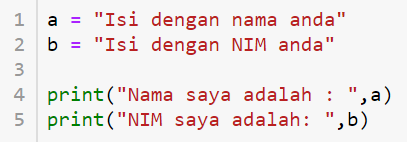 1 a = "Isi dengan nama anda"
2 b = "Isi dengan NIM anda"
3
4 print("Nama saya adalah : ",a)
5 print("NIM saya adalah: ",b)